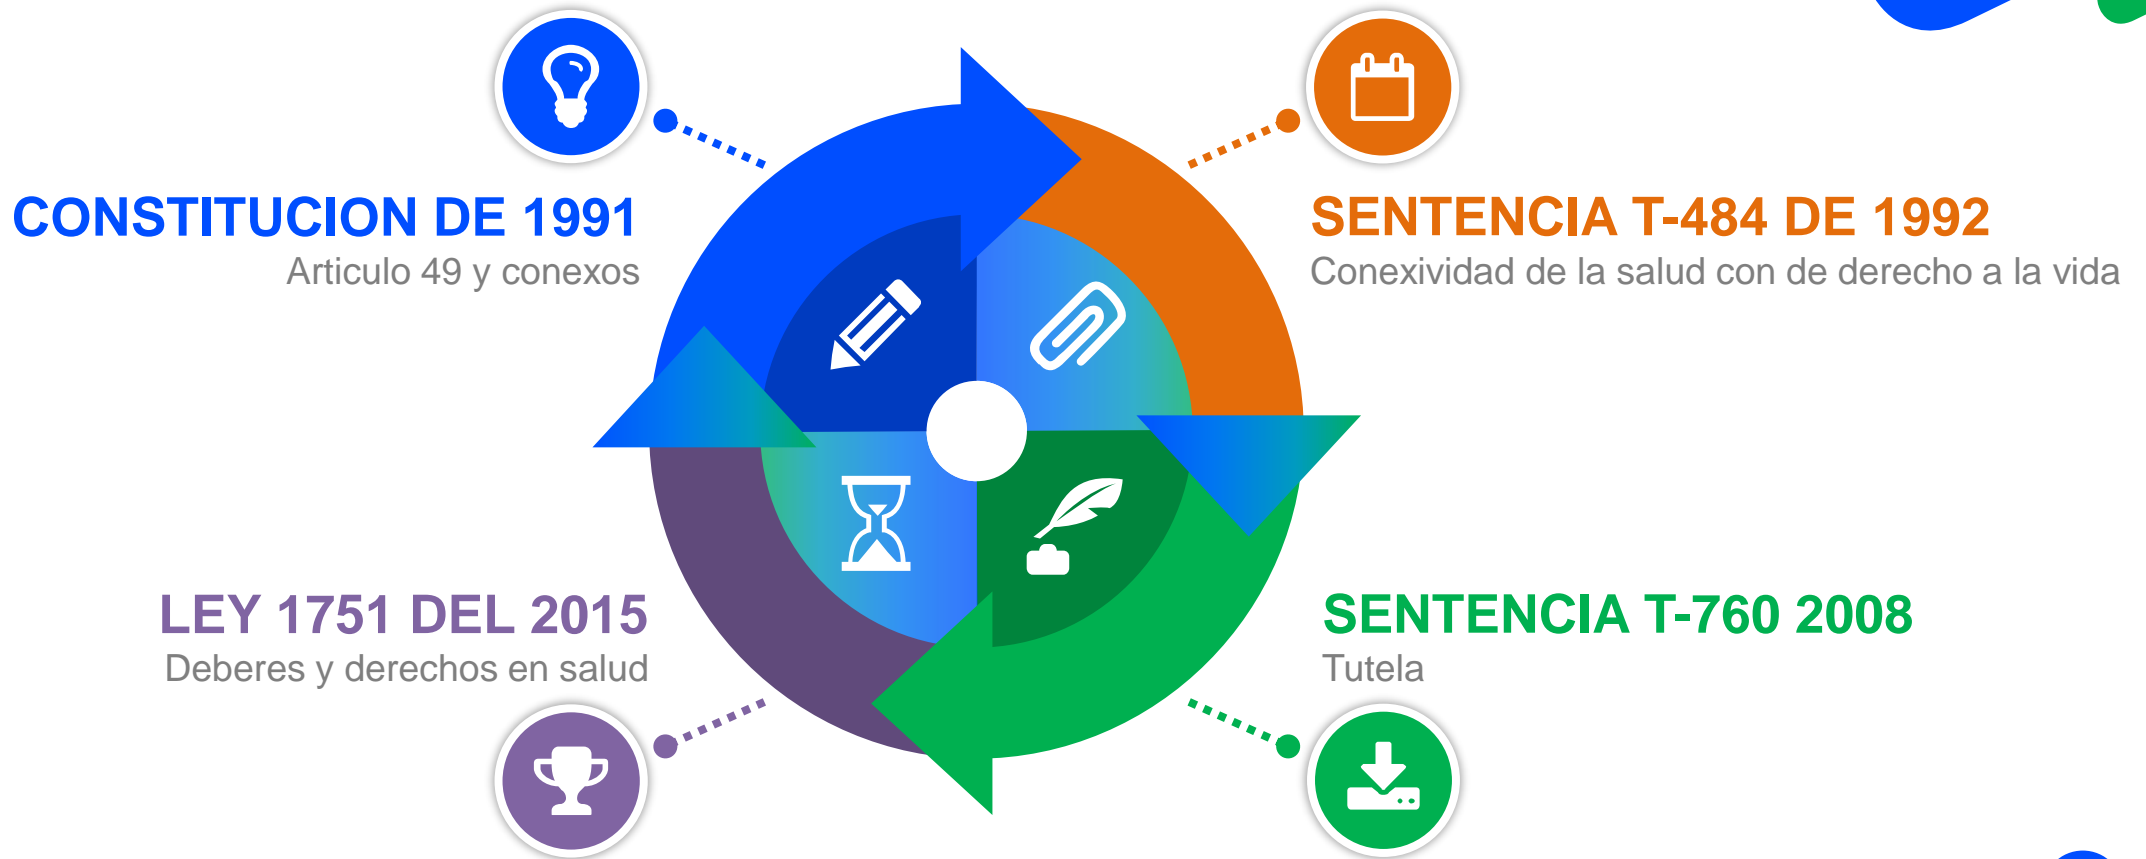 CONSTITUCION DE 1991
Articulo 49 y conexos
SENTENCIA T-484 DE 1992
Conexividad de la salud con de derecho a la vida
LEY 1751 DEL 2015
Deberes y derechos en salud
SENTENCIA T-760 2008
Tutela